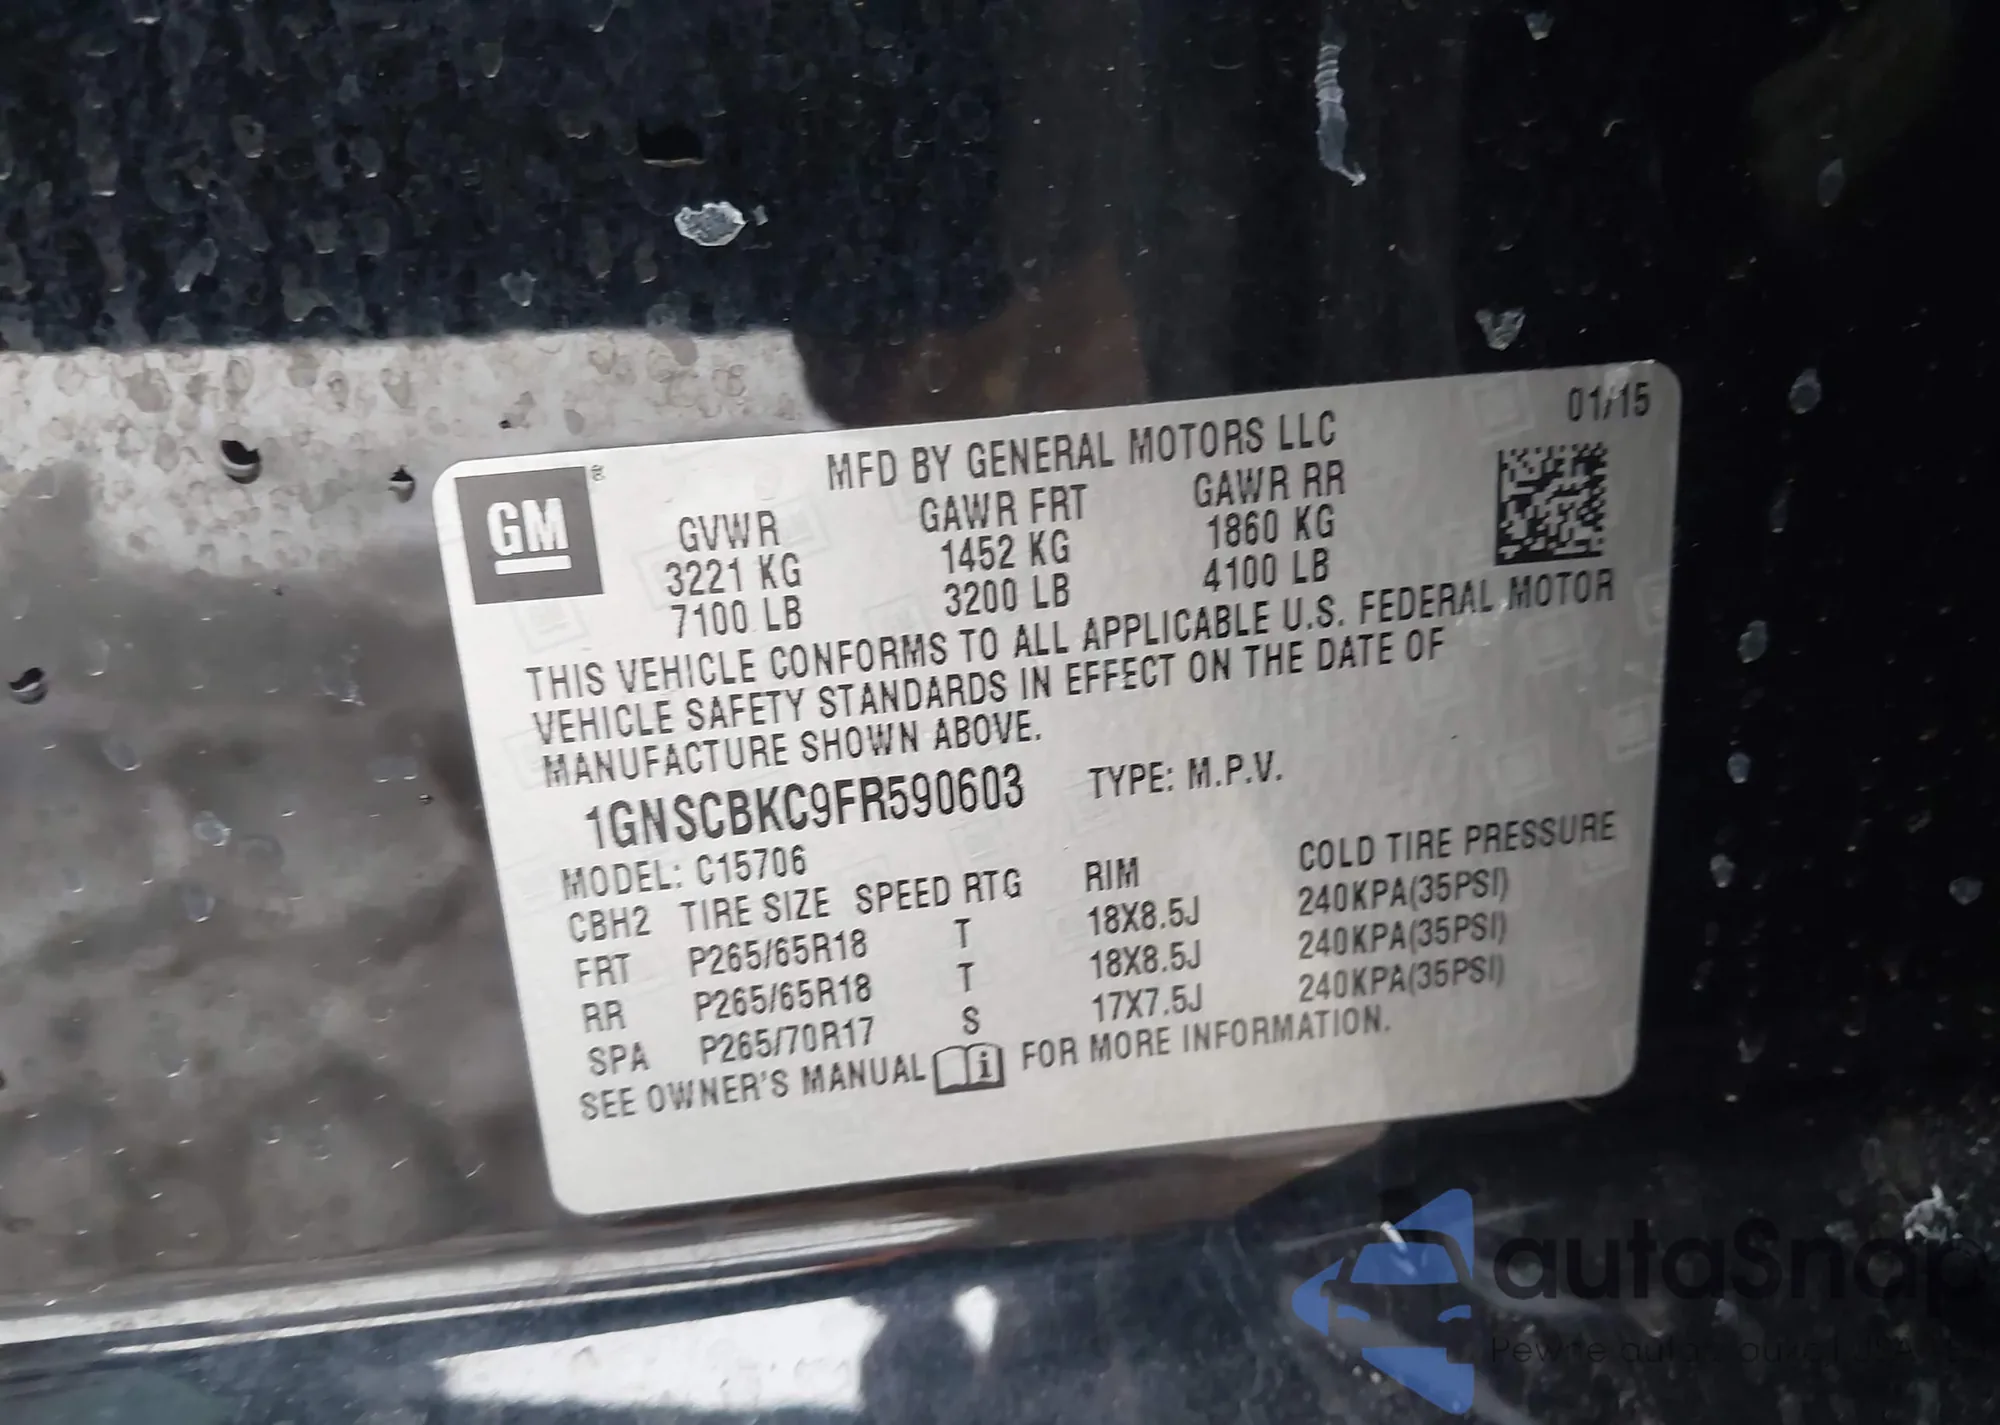 01/15
MFD BY GENERAL MOTORS LLC
GM
GVWR GAWR FRT GAWR RR
3221 KG 1452 KG 1860 KG
7100 LB 3200 LB 4100 LB
THIS VEHICLE CONFORMS TO ALL APPLICABLE U.S. FEDERAL MOTOR
VEHICLE SAFETY STANDARDS IN EFFECT ON THE DATE OF
MANUFACTURE SHOWN ABOVE.
1GNSCBKC9FR590603 TYPE: M.P.V.
MODEL: C15706
CBH2 TIRE SIZE SPEED RTG RIM COLD TIRE PRESSURE
FRT P265/65R18 T 18X8.5J 240KPA(35PSI)
RR P265/65R18 T 18X8.5J 240KPA(35PSI)
SPA P265/70R17 S 17X7.5J 240KPA(35PSI)
SEE OWNER'S MANUAL i FOR MORE INFORMATION.
autaSnap
Pewne auta